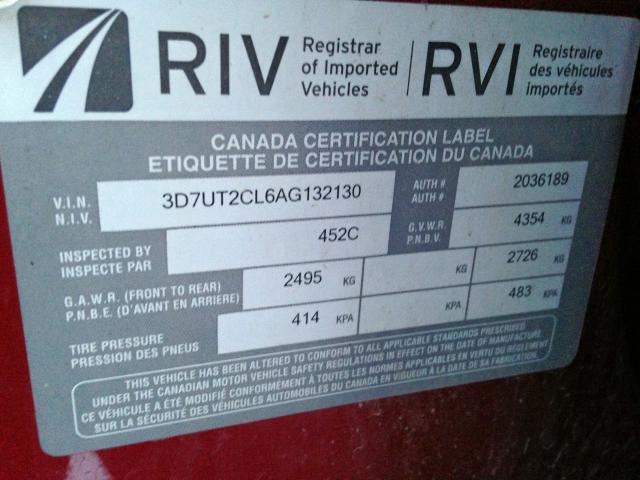 RIV Registrar of Imported Vehicles | RVI Registraire des véhicules importés
CANADA CERTIFICATION LABEL
ETIQUETTE DE CERTIFICATION DU CANADA
V.I.N. N.I.V. 3D7UT2CL6AG132130 AUTH # AUTH # 2036189
INSPECTED BY INSPECTE PAR 452C G.V.W.R. P.N.B.V. 4354 KG
G.A.W.R. (FRONT TO REAR) P.N.B.E. (D'AVANT EN ARRIÈRE) 2495 KG KG 2726 KG
TIRE PRESSURE PRESSION DES PNEUS 414 KPA KPA 483 KPA
THIS VEHICLE HAS BEEN ALTERED TO CONFORM TO ALL APPLICABLE STANDARDS PRESCRIBED
UNDER THE CANADIAN MOTOR VEHICLE SAFETY REGULATIONS IN EFFECT ON THE DATE OF MANUFACTURE.
CE VÉHICULE A ÉTÉ MODIFIÉ CONFORMÉMENT À TOUTES LES NORMES APPLICABLES EN VERTU DU RÈGLEMENT
SUR LA SÉCURITÉ DES VÉHICULES AUTOMOBILES DU CANADA EN VIGUEUR À LA DATE DE SA FABRICATION.